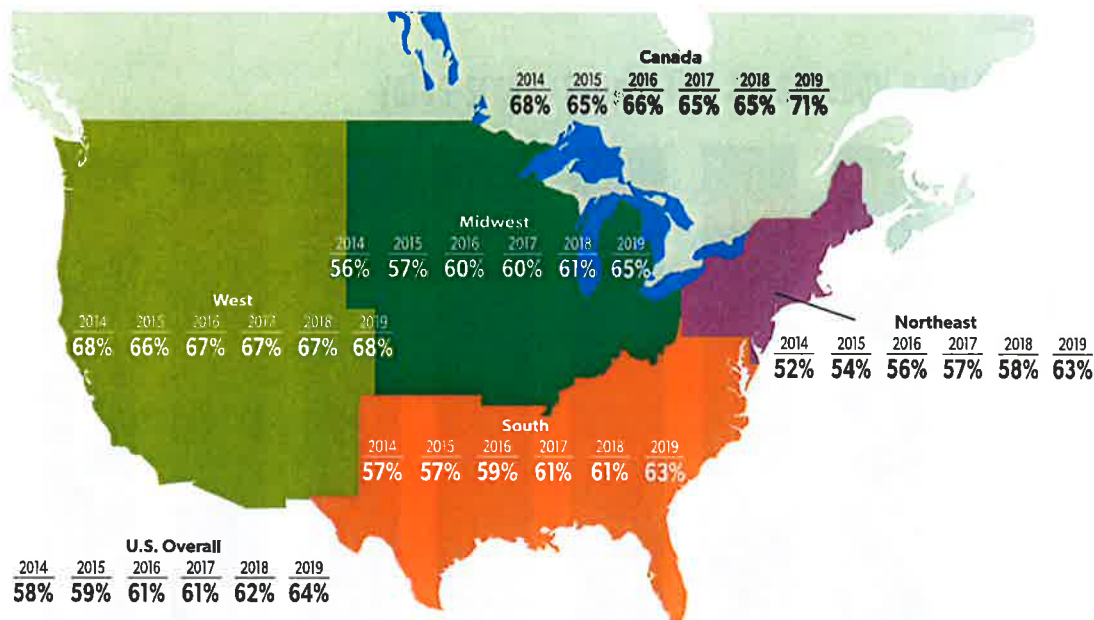 Canada
2014 2015 2016 2017 2018 2019
68% 65% 66% 65% 65% 71%
Midwest
2014 2015 2016 2017 2018 2019
56% 57% 60% 60% 61% 65%
West
2014 2015 2016 2017 2018 2019
68% 66% 67% 67% 67% 68%
Northeast
2014 2015 2016 2017 2018 2019
52% 54% 56% 57% 58% 63%
South
2014 2015 2016 2017 2018 2019
57% 57% 59% 61% 61% 63%
U.S. Overall
2014 2015 2016 2017 2018 2019
58% 59% 61% 61% 62% 64%